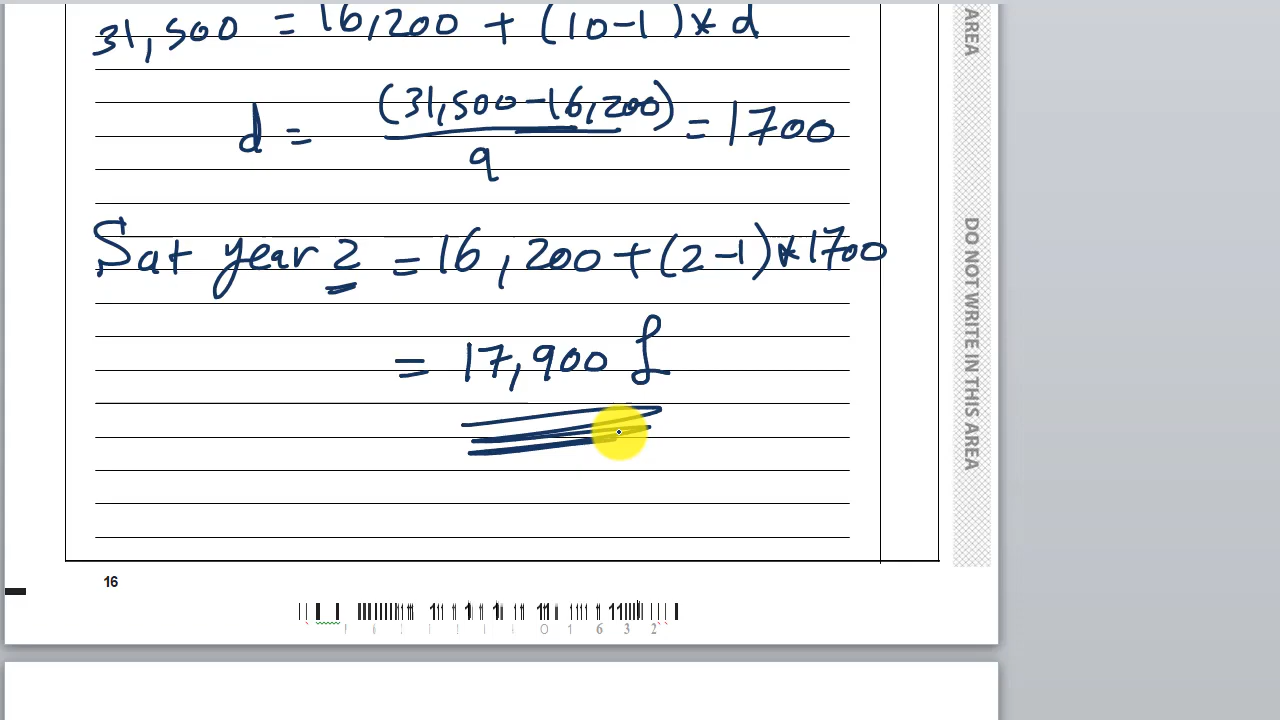 31,500 = 16,200 + (10-1) * d
d = (31,500 - 16,200) / 9 = 1700
S at year 2 = 16,200 + (2-1) * 1700
= 17,900 £
16
AREA
DO NOT WRITE IN THIS AREA